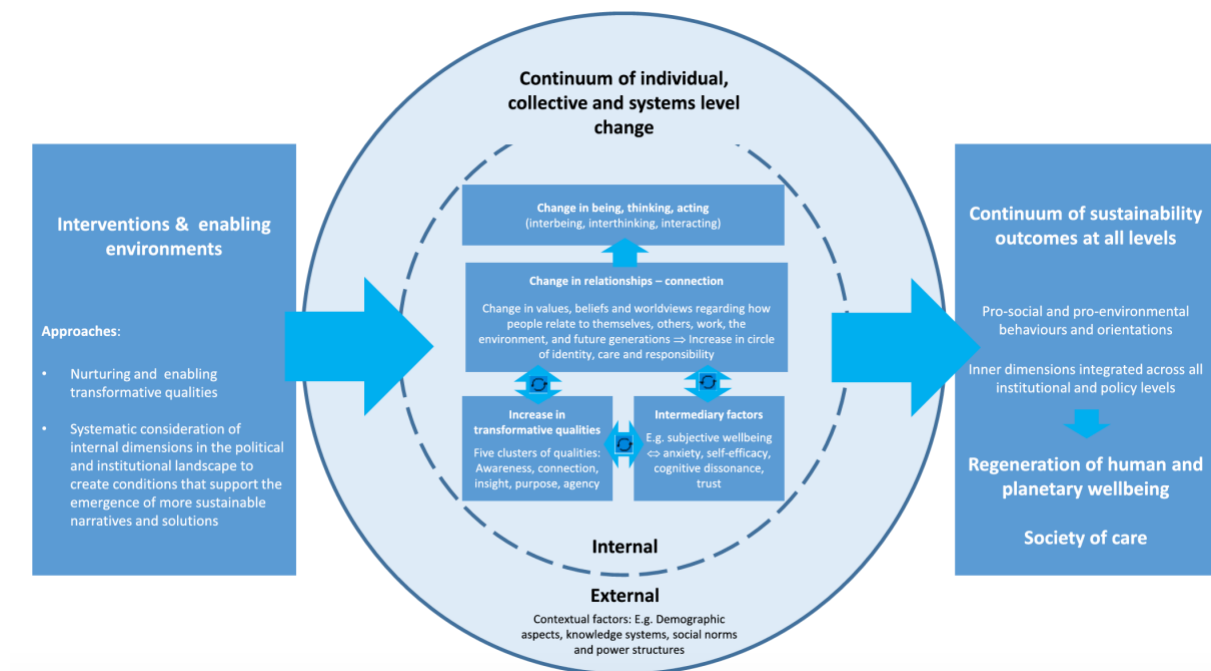 Interventions & enabling
environments
Approaches:
• Nurturing and enabling
transformative qualities
• Systematic consideration of
internal dimensions in the political
and institutional landscape to
create conditions that support the
emergence of more sustainable
narratives and solutions
Continuum of individual,
collective and systems level
change
Change in being, thinking, acting
(interbeing, interthinking, interacting)
Change in relationships – connection
Change in values, beliefs and worldviews regarding how
people relate to themselves, others, work, the
environment, and future generations ⇒ Increase in circle
of identity, care and responsibility
Increase in
transformative qualities
Five clusters of qualities:
Awareness, connection,
insight, purpose, agency
Intermediary factors
E.g. subjective wellbeing
⇔ anxiety, self-efficacy,
cognitive dissonance,
trust
Internal
External
Contextual factors: E.g. Demographic
aspects, knowledge systems, social norms
and power structures
Continuum of sustainability
outcomes at all levels
Pro-social and pro-environmental
behaviours and orientations
Inner dimensions integrated across all
institutional and policy levels
Regeneration of human and
planetary wellbeing
Society of care